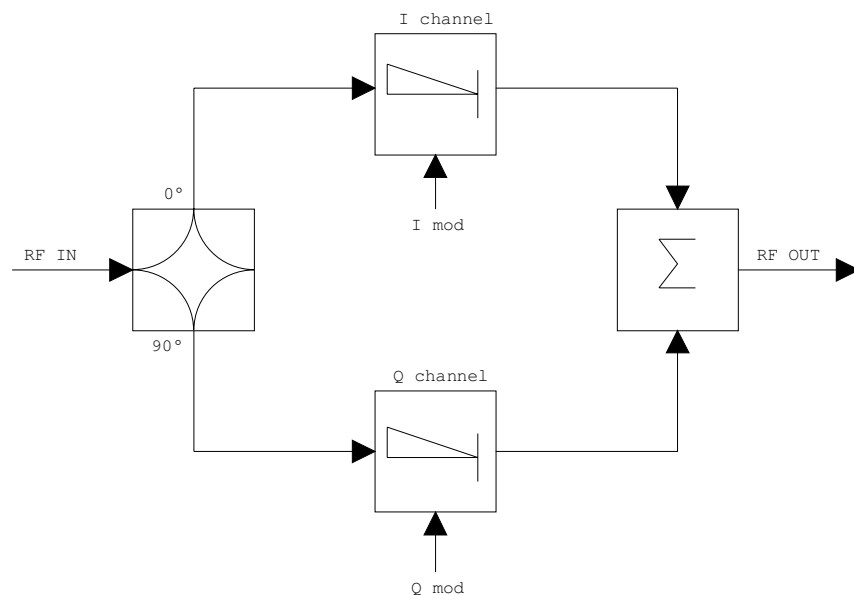 I channel
0°
I mod
RF IN
Σ
RF OUT
90°
Q channel
Q mod